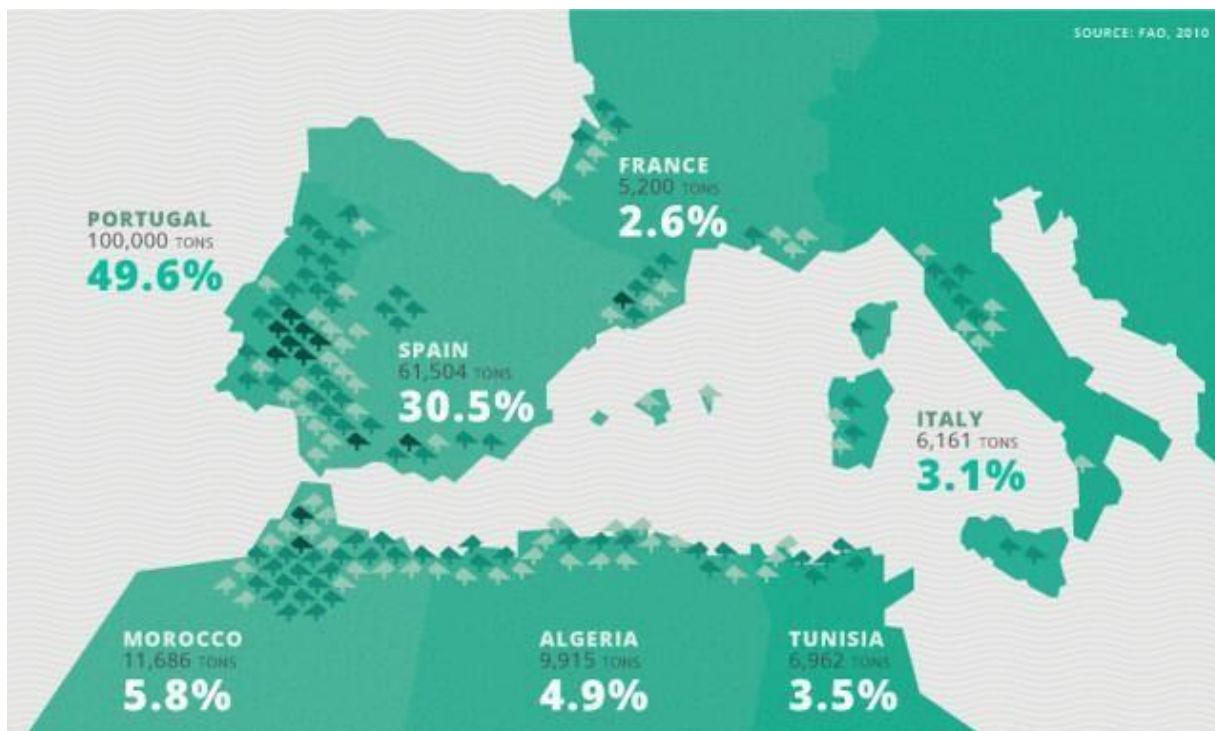 SOURCE: FAO, 2010
FRANCE
5,200 TONS
2.6%
PORTUGAL
100,000 TONS
49.6%
SPAIN
61,504 TONS
30.5%
ITALY
6,161 TONS
3.1%
MOROCCO
11,686 TONS
5.8%
ALGERIA
9,915 TONS
4.9%
TUNISIA
6,962 TONS
3.5%